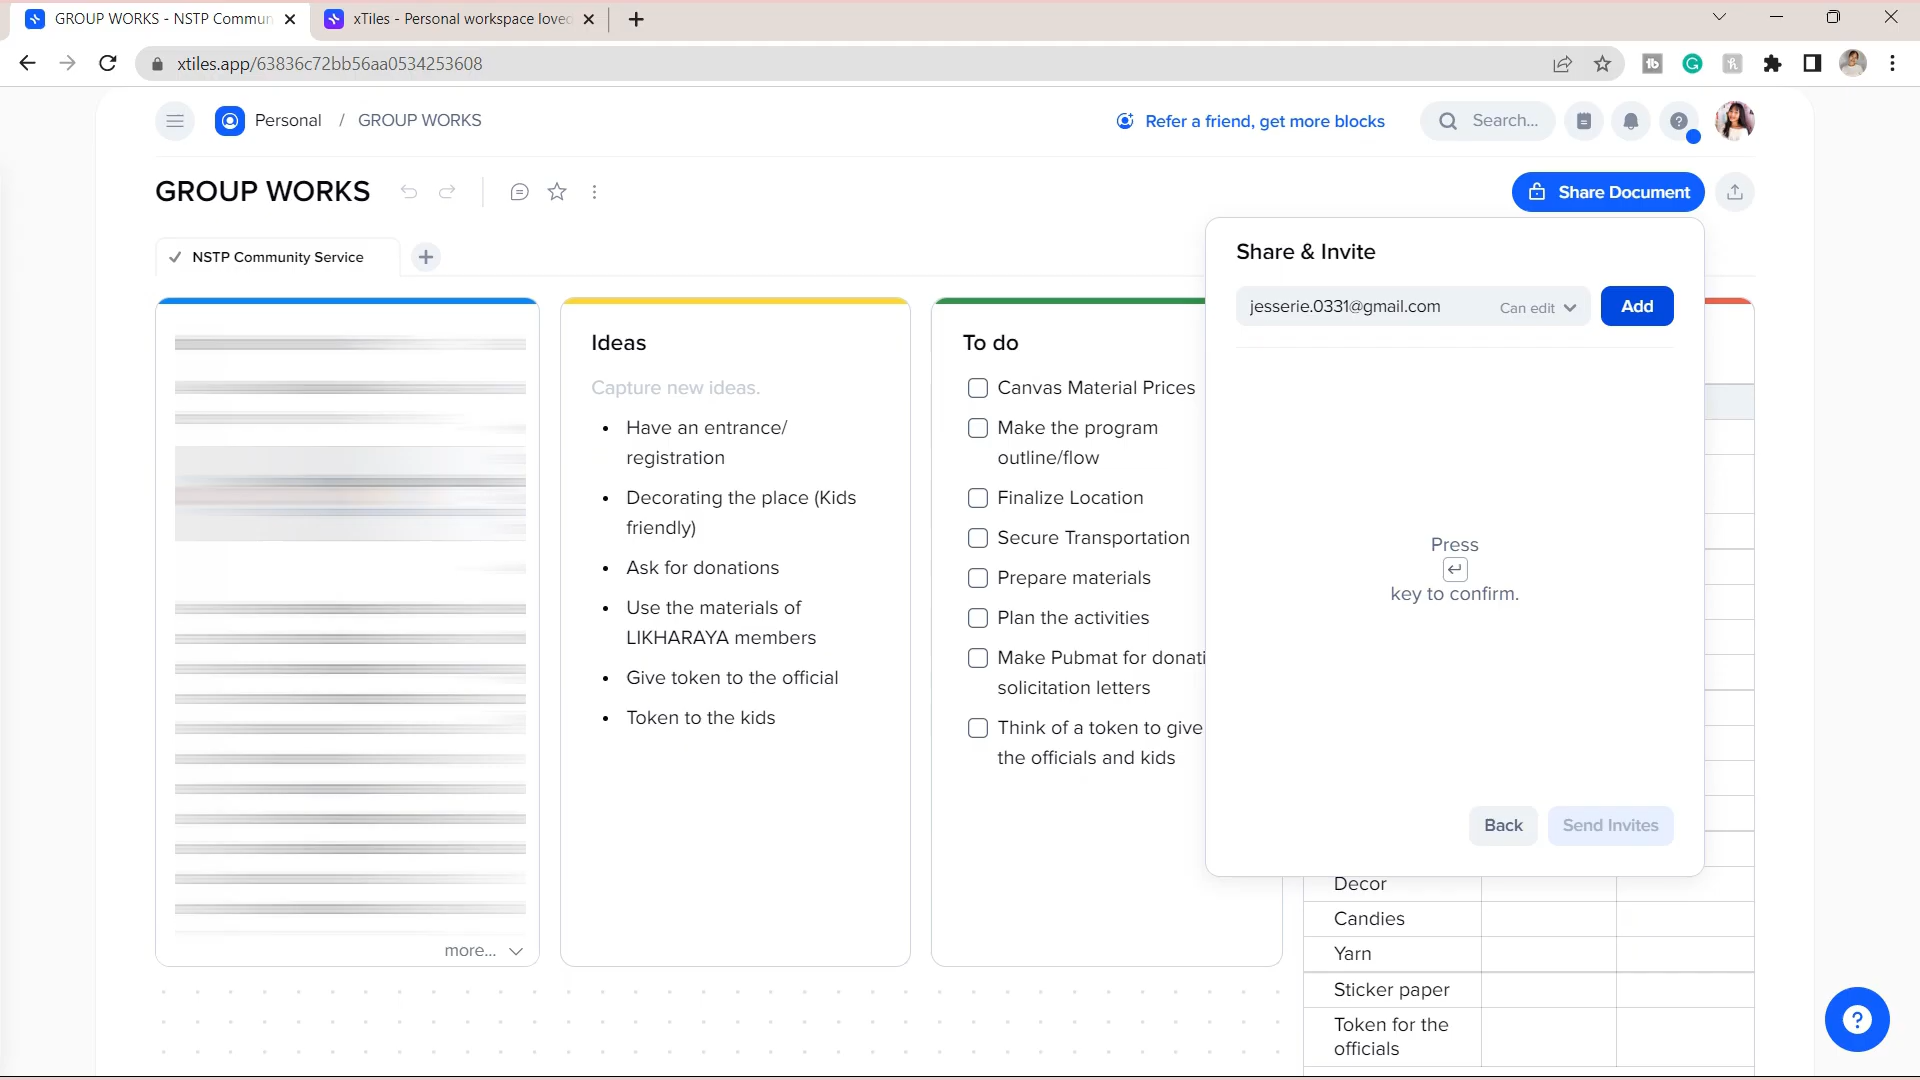 GROUP WORKS - NSTP Commun
xTiles - Personal workspace loved
xtiles.app/63836c72bb56aa0534253608
Personal / GROUP WORKS
Refer a friend, get more blocks
Search...
GROUP WORKS
Share Document
NSTP Community Service
more...
Ideas
Capture new ideas.
• Have an entrance/
registration
• Decorating the place (Kids
friendly)
• Ask for donations
• Use the materials of
LIKHARAYA members
• Give token to the official
• Token to the kids
To do
Canvas Material Prices
Make the program
outline/flow
Finalize Location
Secure Transportation
Prepare materials
Plan the activities
Make Pubmat for donati
solicitation letters
Think of a token to give
the officials and kids
Share & Invite
jesserie.0331@gmail.com
Can edit
Add
Press
key to confirm.
Back
Send Invites
Decor
Candies
Yarn
Sticker paper
Token for the
officials